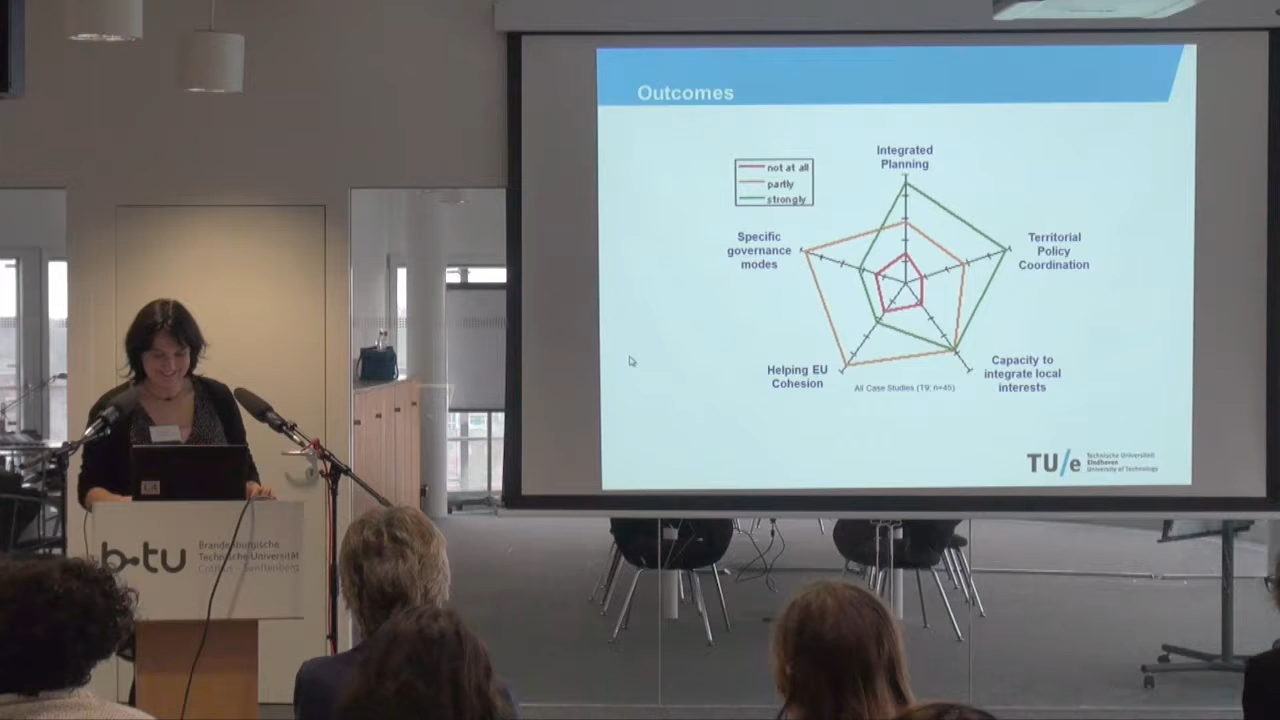 Outcomes
Integrated
Planning
not at all
partly
strongly
Specific
governance
modes
Territorial
Policy
Coordination
Helping EU
Cohesion
Capacity to
integrate local
interests
All Case Studies (T9: n=45)
TU/e
Technische Universiteit
Eindhoven
University of Technology
b-tu
Brandenburgische
Technische Universität
Cottbus - Senftenberg